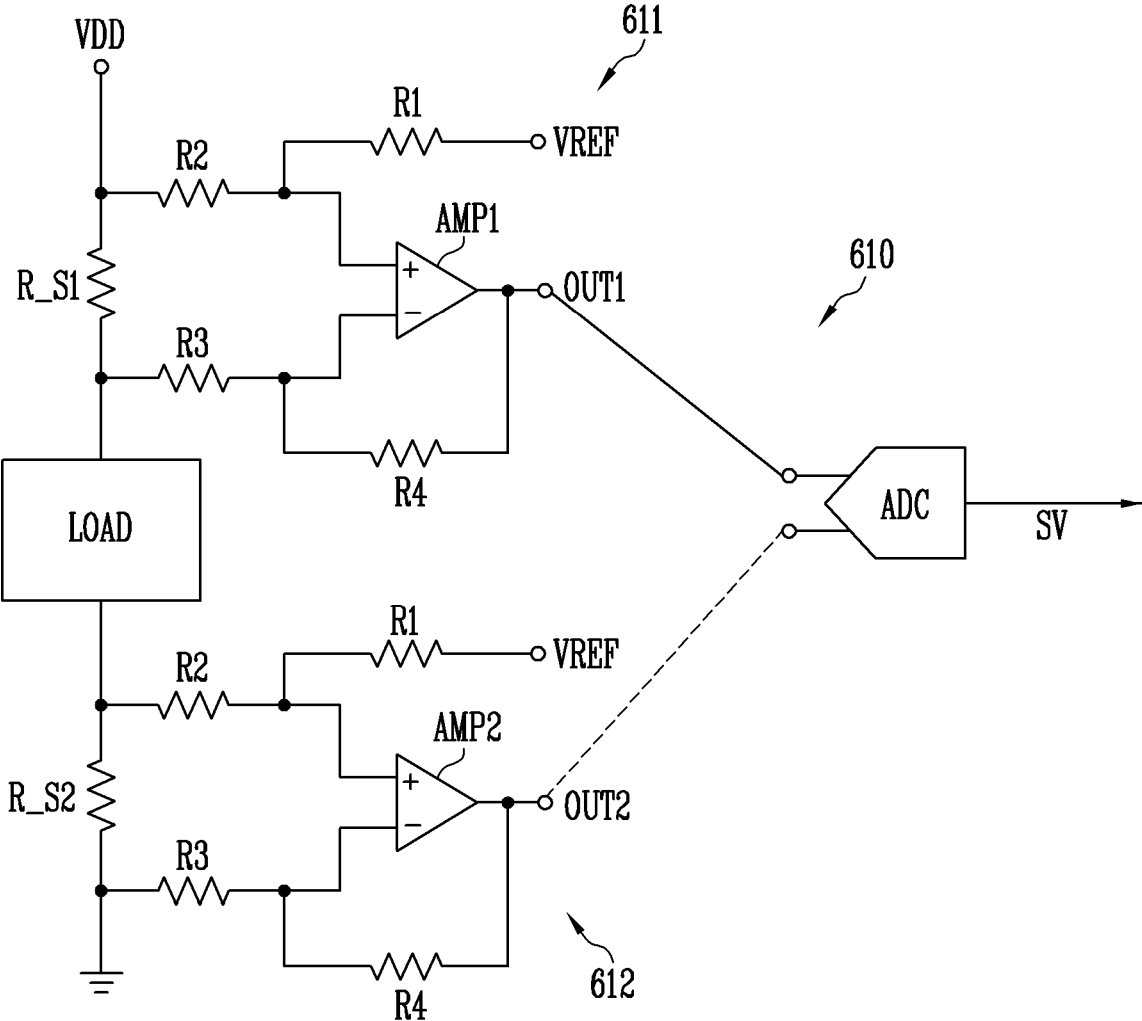 611
VDD
R1
VREF
R2
AMP1
+
−
610
R_S1
OUT1
R3
R4
LOAD
ADC
SV
R1
VREF
R2
AMP2
+
−
R_S2
OUT2
R3
R4
612